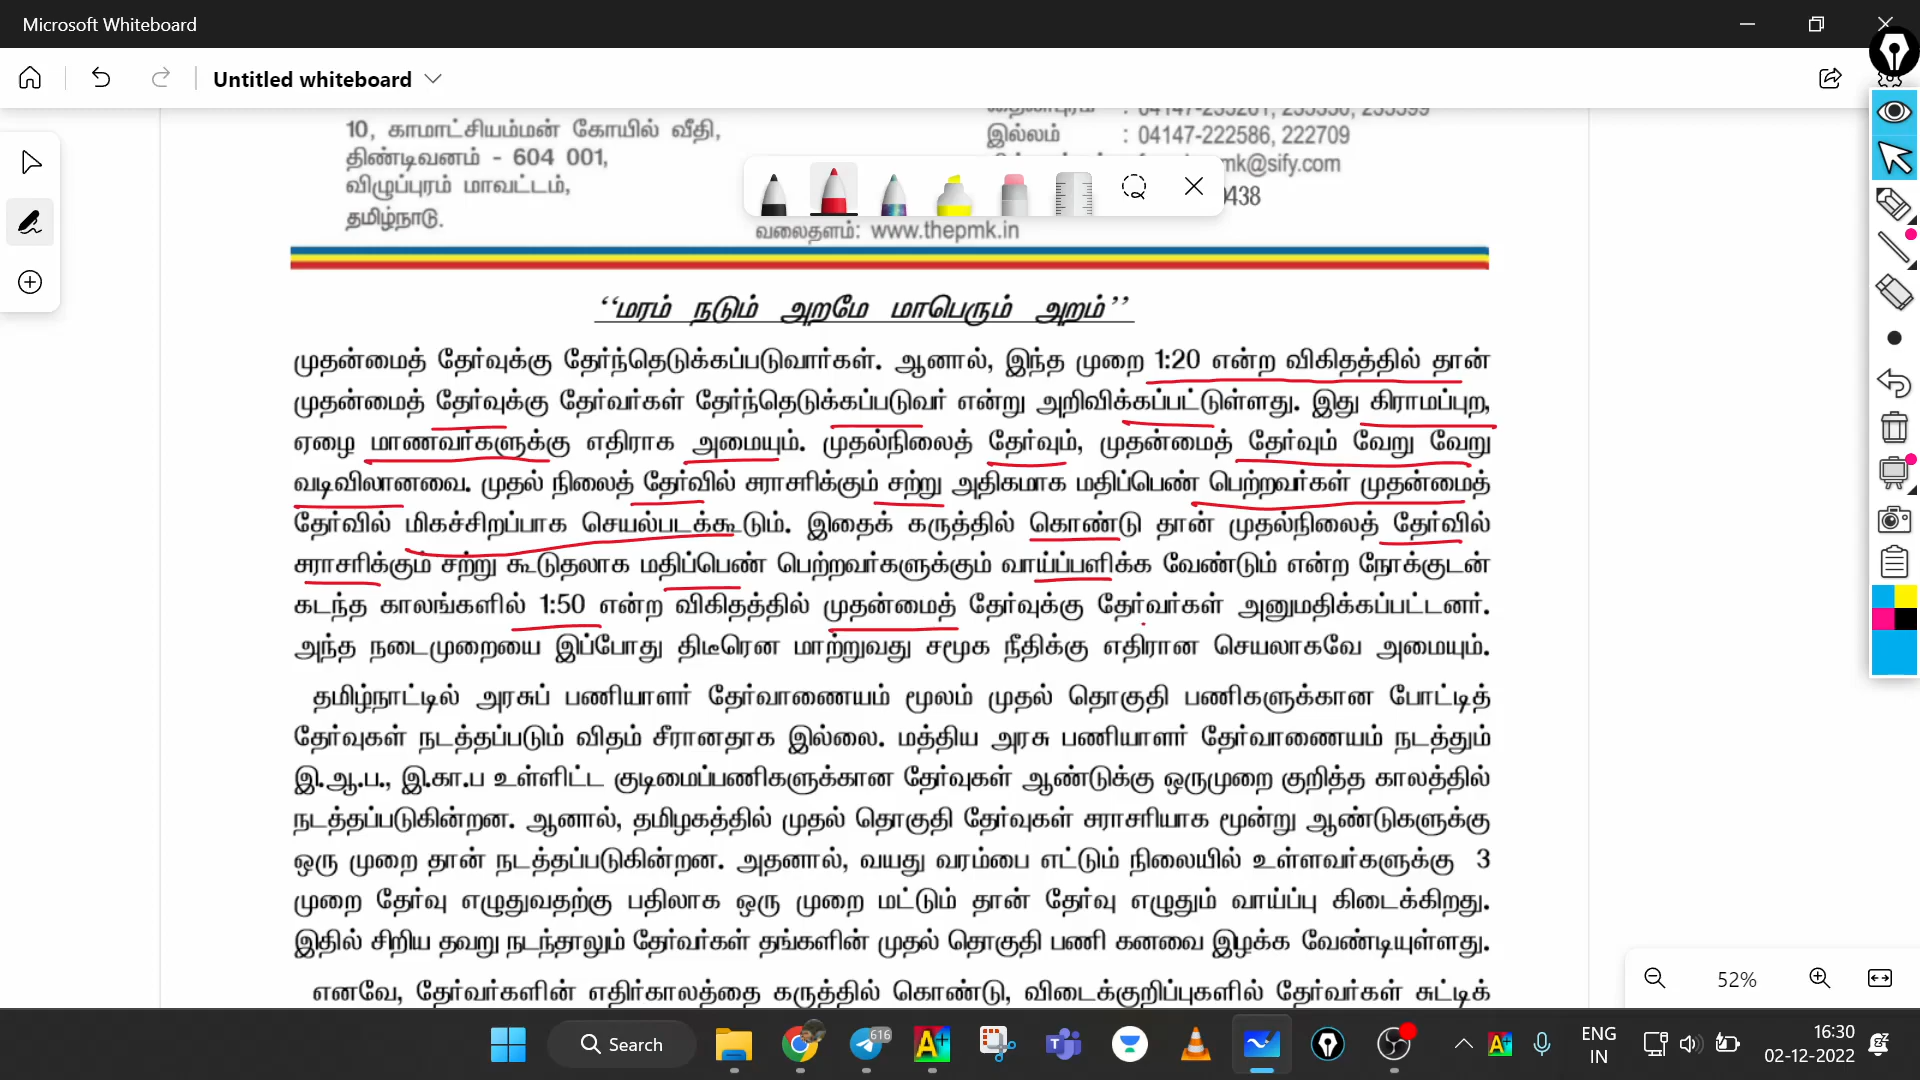 Microsoft Whiteboard
Untitled whiteboard
10, காமாட்சியம்மன் கோயில் வீதி,
திண்டிவனம் - 604 001,
விழுப்புரம் மாவட்டம்,
தமிழ்நாடு.
இல்லம் : 04147-222586, 222709
mk@sify.com
வலைதளம்: www.thepmk.in
‘‘மரம் நடும் அறமே மாபெரும் அறம்’’
முதன்மைத் தேர்வுக்கு தேர்ந்தெடுக்கப்படுவார்கள். ஆனால், இந்த முறை 1:20 என்ற விகிதத்தில் தான்
முதன்மைத் தேர்வுக்கு தேர்வர்கள் தேர்ந்தெடுக்கப்படுவர் என்று அறிவிக்கப்பட்டுள்ளது. இது கிராமப்புற,
ஏழை மாணவர்களுக்கு எதிராக அமையும். முதல்நிலைத் தேர்வும், முதன்மைத் தேர்வும் வேறு வேறு
வடிவிலானவை. முதல் நிலைத் தேர்வில் சராசரிக்கும் சற்று அதிகமாக மதிப்பெண் பெற்றவர்கள் முதன்மைத்
தேர்வில் மிகச்சிறப்பாக செயல்படக்கூடும். இதைக் கருத்தில் கொண்டு தான் முதல்நிலைத் தேர்வில்
சராசரிக்கும் சற்று கூடுதலாக மதிப்பெண் பெற்றவர்களுக்கும் வாய்ப்பளிக்க வேண்டும் என்ற நோக்குடன்
கடந்த காலங்களில் 1:50 என்ற விகிதத்தில் முதன்மைத் தேர்வுக்கு தேர்வர்கள் அனுமதிக்கப்பட்டனர்.
அந்த நடைமுறையை இப்போது திடீரென மாற்றுவது சமூக நீதிக்கு எதிரான செயலாகவே அமையும்.
தமிழ்நாட்டில் அரசுப் பணியாளர் தேர்வாணையம் மூலம் முதல் தொகுதி பணிகளுக்கான போட்டித்
தேர்வுகள் நடத்தப்படும் விதம் சீரானதாக இல்லை. மத்திய அரசு பணியாளர் தேர்வாணையம் நடத்தும்
இ.ஆ.ப., இ.கா.ப உள்ளிட்ட குடிமைப்பணிகளுக்கான தேர்வுகள் ஆண்டுக்கு ஒருமுறை குறித்த காலத்தில்
நடத்தப்படுகின்றன. ஆனால், தமிழகத்தில் முதல் தொகுதி தேர்வுகள் சராசரியாக மூன்று ஆண்டுகளுக்கு
ஒரு முறை தான் நடத்தப்படுகின்றன. அதனால், வயது வரம்பை எட்டும் நிலையில் உள்ளவர்களுக்கு 3
முறை தேர்வு எழுதுவதற்கு பதிலாக ஒரு முறை மட்டும் தான் தேர்வு எழுதும் வாய்ப்பு கிடைக்கிறது.
இதில் சிறிய தவறு நடந்தாலும் தேர்வர்கள் தங்களின் முதல் தொகுதி பணி கனவை இழக்க வேண்டியுள்ளது.
எனவே, தேர்வர்களின் எதிர்காலத்தை கருத்தில் கொண்டு, விடைக்குறிப்புகளில் தேர்வர்கள் சுட்டிக்
52%
Search
616
ENG
IN
16:30
02-12-2022